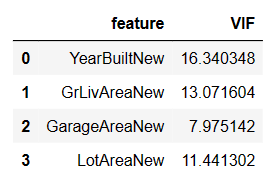 feature VIF
0 YearBuiltNew 16.340348
1 GrLivAreaNew 13.071604
2 GarageAreaNew 7.975142
3 LotAreaNew 11.441302